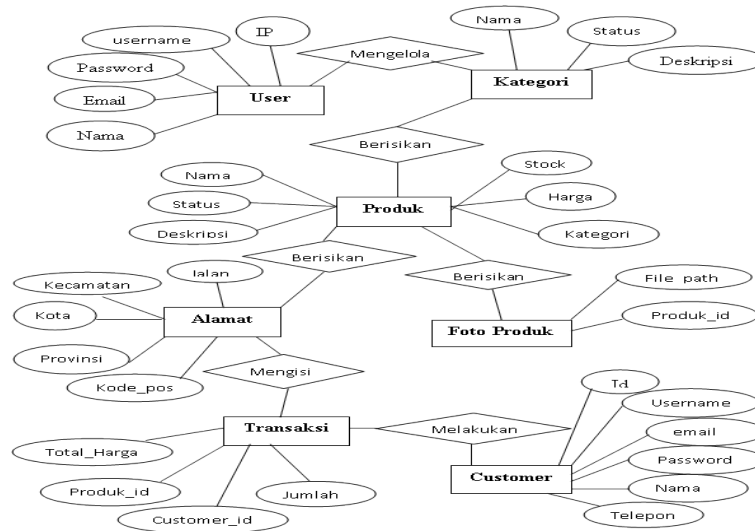 Nama
IP
username
Status
Mengelola
Deskripsi
Password
Kategori
User
Email
Nama
Berisikan
Stock
Nama
Harga
Status
Produk
Deskripsi
Kategori
Berisikan
Jalan
Berisikan
File_path
Kecamatan
Kota
Alamat
Foto Produk
Produk_id
Provinsi
Kode_pos
Mengisi
Id
Username
Transaksi
Melakukan
email
Total_Harga
Password
Customer
Produk_id
Jumlah
Nama
Customer_id
Telepon